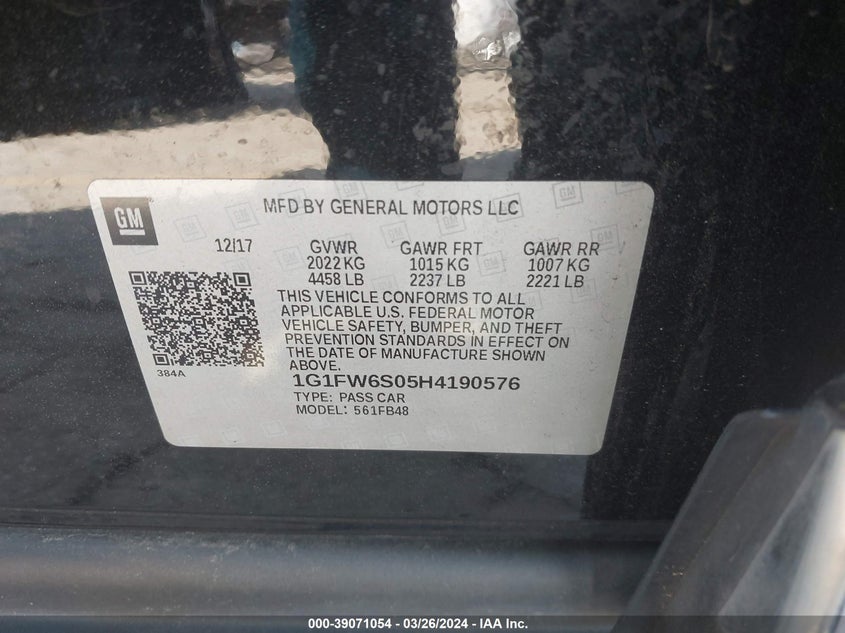 GM
MFD BY GENERAL MOTORS LLC
12/17 GVWR GAWR FRT GAWR RR
2022 KG 1015 KG 1007 KG
4458 LB 2237 LB 2221 LB
THIS VEHICLE CONFORMS TO ALL
APPLICABLE U.S. FEDERAL MOTOR
VEHICLE SAFETY, BUMPER, AND THEFT
PREVENTION STANDARDS IN EFFECT ON
THE DATE OF MANUFACTURE SHOWN
ABOVE.
384A
1G1FW6S05H4190576
TYPE: PASS CAR
MODEL: 561FB48
000-39071054 - 03/26/2024 - IAA Inc.